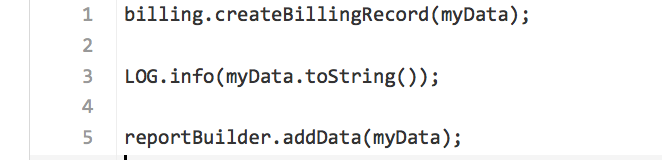 1 billing.createBillingRecord(myData);
2
3 LOG.info(myData.toString());
4
5 reportBuilder.addData(myData);